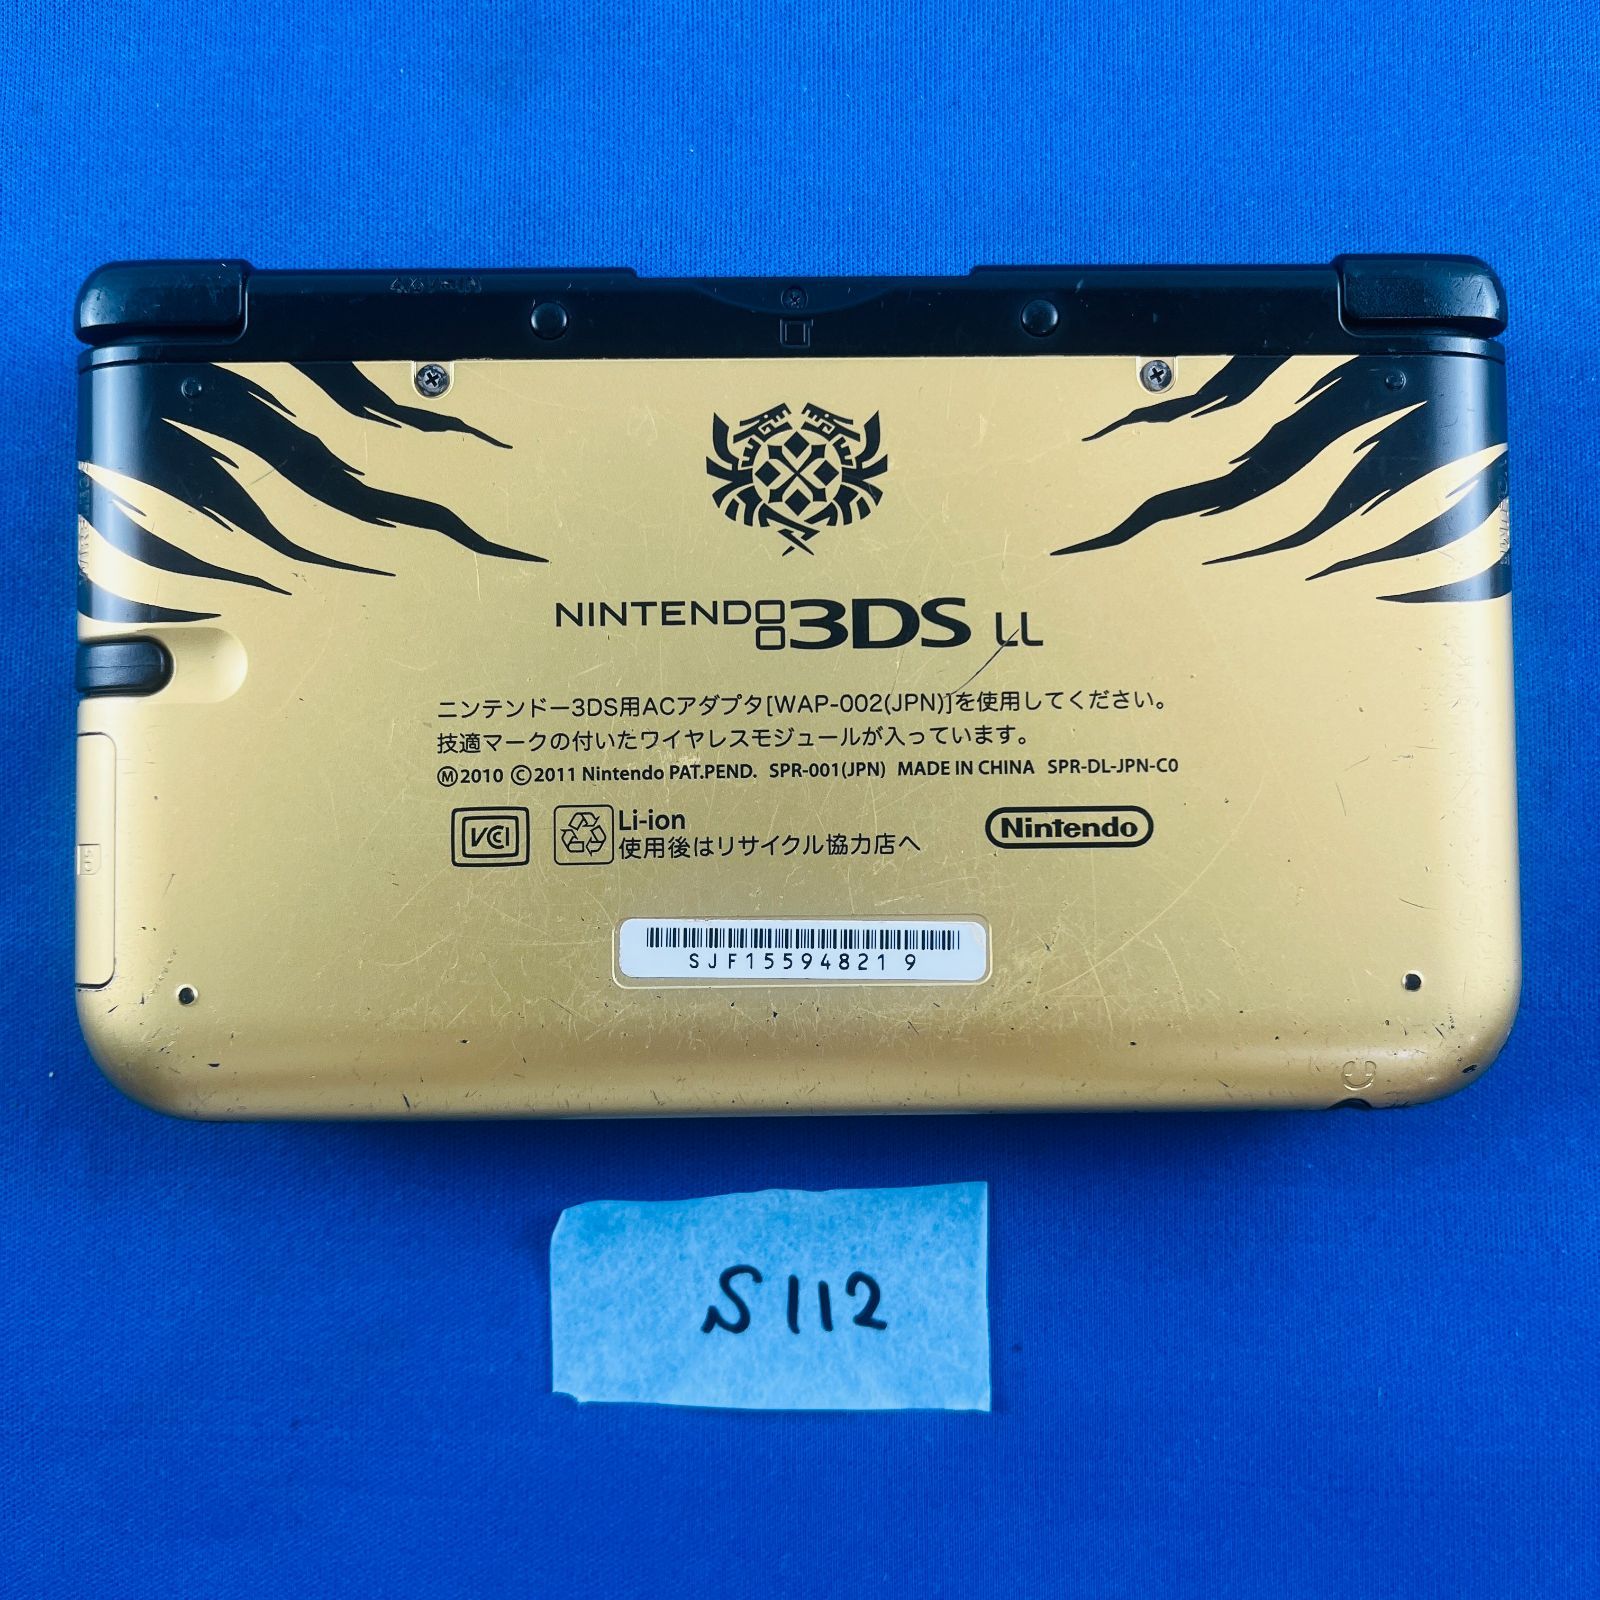 NINTENDO3DS LL
ニンテンドー3DS用ACアダプタ[WAP-002(JPN)]を使用してください。
技適マークの付いたワイヤレスモジュールが入っています。
Ⓜ2010 Ⓒ2011 Nintendo PAT.PEND. SPR-001(JPN) MADE IN CHINA SPR-DL-JPN-C0
VCCI
Li-ion
使用後はリサイクル協力店へ
Nintendo
SJF15594821 9
S112